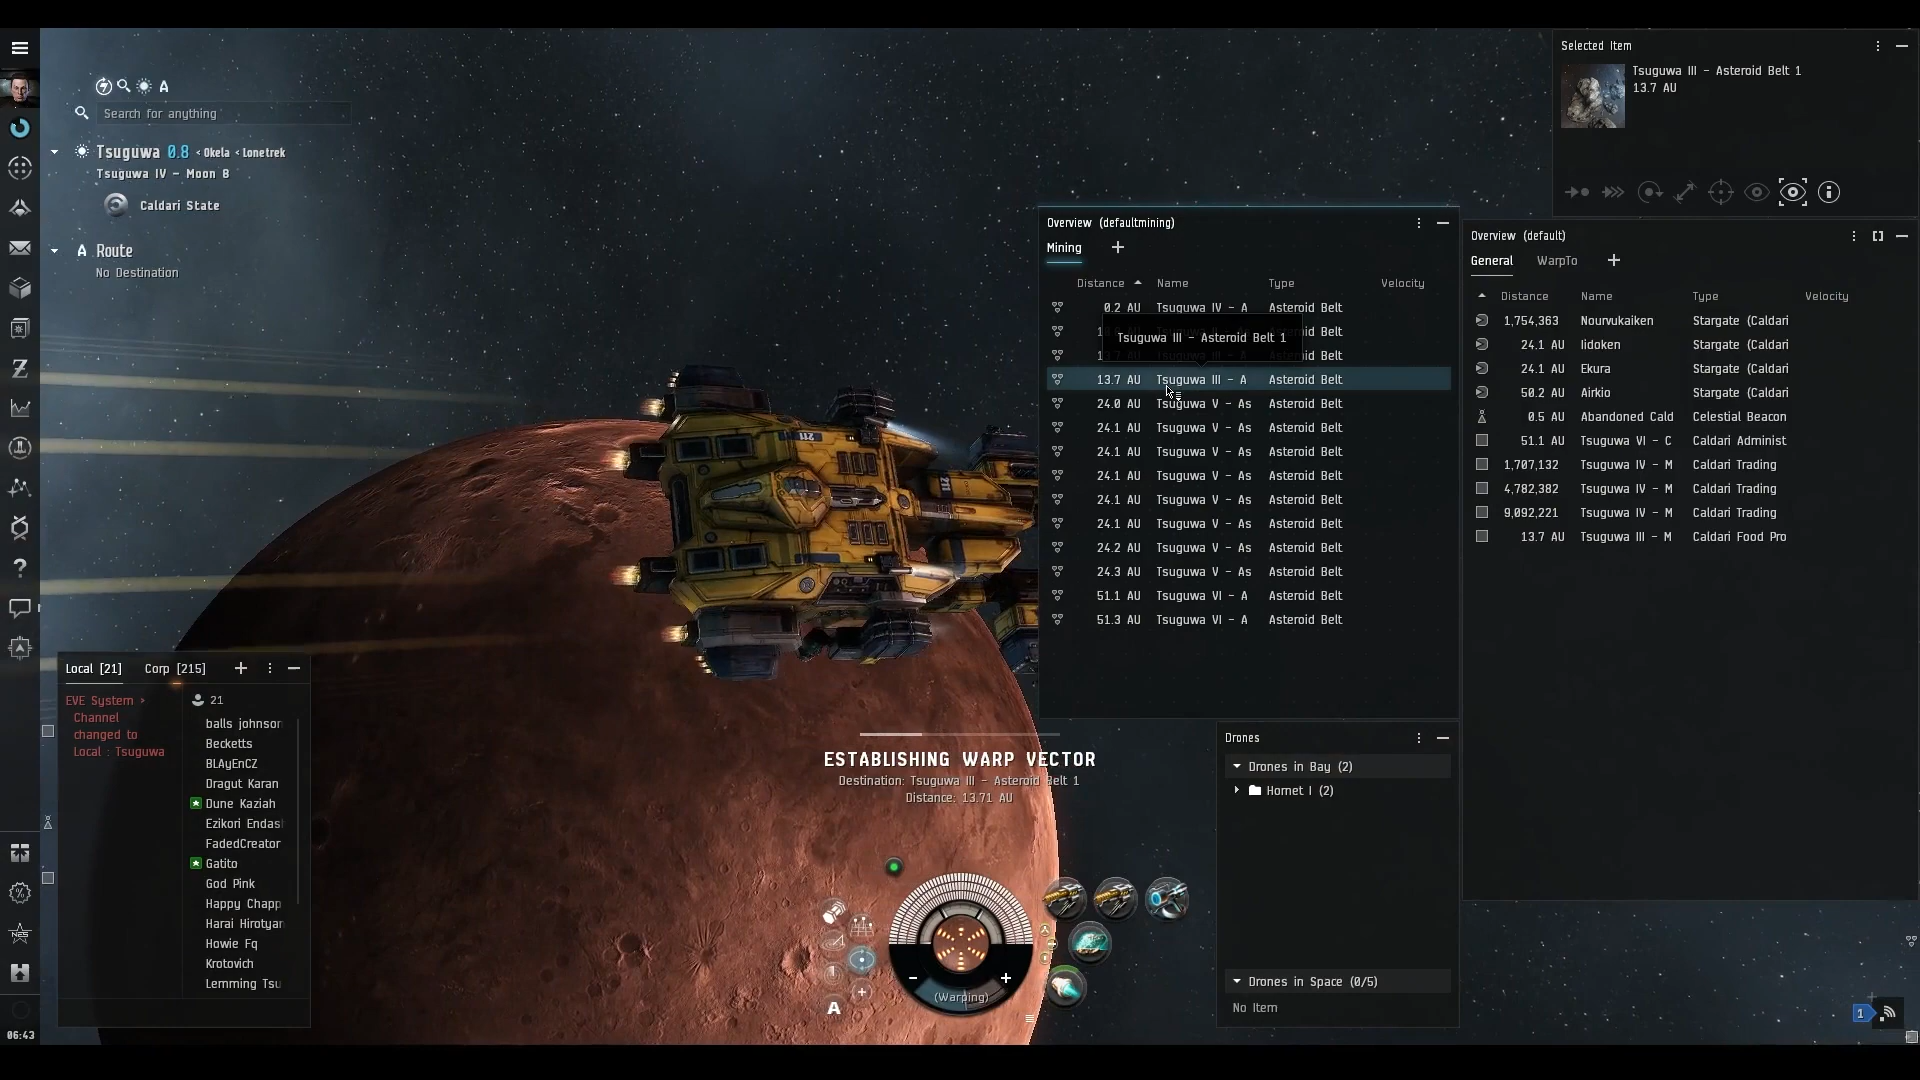 Search for anything
Tsuguwa 0.8 < Okela < Lonetrek
Tsuguwa IV - Moon 8
Caldari State
A Route
No Destination
Selected Item
Tsuguwa III - Asteroid Belt 1
13.7 AU
Overview (defaultmining)
Mining
Distance Name Type Velocity
0.2 AU Tsuguwa IV - A Asteroid Belt
Tsuguwa III - Asteroid Belt 1
13.7 AU Tsuguwa III - A Asteroid Belt
24.0 AU Tsuguwa V - As Asteroid Belt
24.1 AU Tsuguwa V - As Asteroid Belt
24.1 AU Tsuguwa V - As Asteroid Belt
24.1 AU Tsuguwa V - As Asteroid Belt
24.1 AU Tsuguwa V - As Asteroid Belt
24.1 AU Tsuguwa V - As Asteroid Belt
24.2 AU Tsuguwa V - As Asteroid Belt
24.3 AU Tsuguwa V - As Asteroid Belt
51.1 AU Tsuguwa VI - A Asteroid Belt
51.3 AU Tsuguwa VI - A Asteroid Belt
Overview (default)
General WarpTo
Distance Name Type Velocity
1,754,363 Nourvukaiken Stargate (Caldari
24.1 AU Iidoken Stargate (Caldari
24.1 AU Ekura Stargate (Caldari
50.2 AU Airkio Stargate (Caldari
0.5 AU Abandoned Cald Celestial Beacon
51.1 AU Tsuguwa VI - C Caldari Administ
1,707,132 Tsuguwa IV - M Caldari Trading
4,782,382 Tsuguwa IV - M Caldari Trading
9,092,221 Tsuguwa IV - M Caldari Trading
13.7 AU Tsuguwa III - M Caldari Food Pro
211
211
Local [21] Corp [215]
EVE System >
Channel
changed to
Local : Tsuguwa
21
balls johnson
Becketts
BLAyEnCZ
Dragut Karan
Dune Kaziah
Ezikori Endas
FadedCreator
Gatito
God Pink
Happy Chapp
Harai Hirotyan
Howie Fq
Krotovich
Lemming Tsu
ESTABLISHING WARP VECTOR
Destination: Tsuguwa III - Asteroid Belt 1
Distance: 13.71 AU
(Warping)
A
Drones
Drones in Bay (2)
Hornet I (2)
Drones in Space (0/5)
No Item
06:43
1